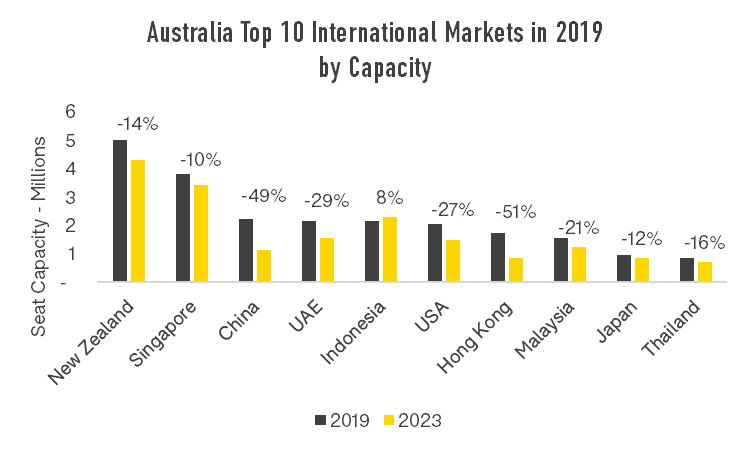 Australia Top 10 International Markets in 2019
by Capacity
Seat Capacity - Millions
6
5
4
3
2
1
-
-14%
-10%
-49%
-29%
8%
-27%
-51%
-21%
-12%
-16%
New Zealand
Singapore
China
UAE
Indonesia
USA
Hong Kong
Malaysia
Japan
Thailand
2019 2023